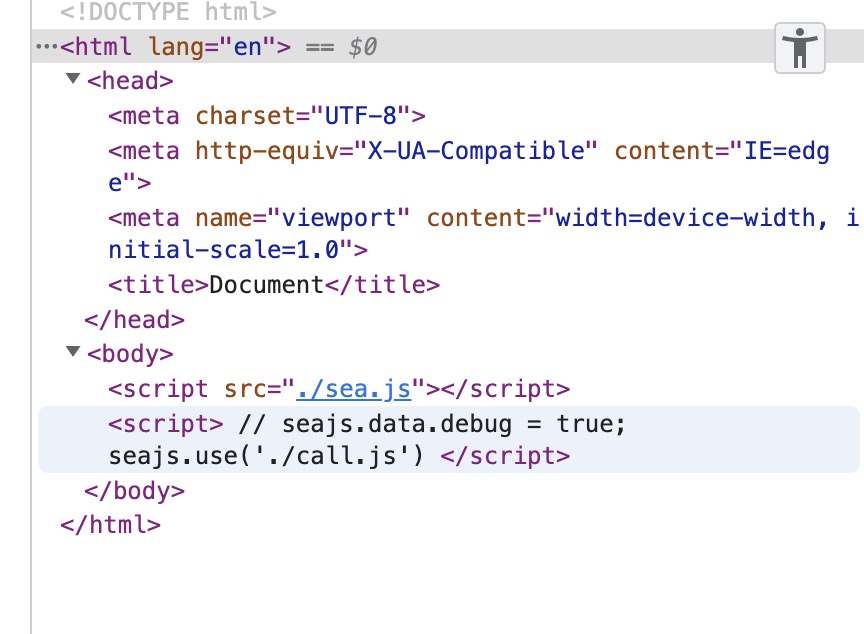 <!DOCTYPE html>
···<html lang="en"> == $0
▼<head>
<meta charset="UTF-8">
<meta http-equiv="X-UA-Compatible" content="IE=edg
e">
<meta name="viewport" content="width=device-width, i
nitial-scale=1.0">
<title>Document</title>
</head>
▼<body>
<script src="./sea.js"></script>
<script> // seajs.data.debug = true;
seajs.use('./call.js') </script>
</body>
</html>